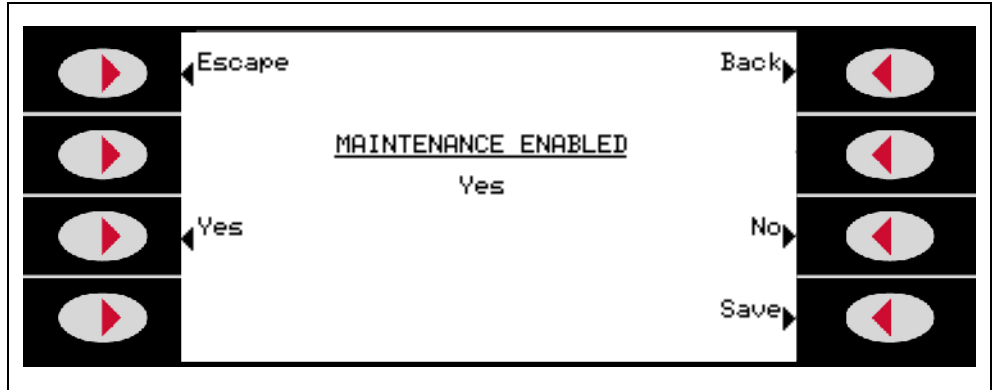 Escape
Back
MAINTENANCE ENABLED
Yes
Yes
No
Save